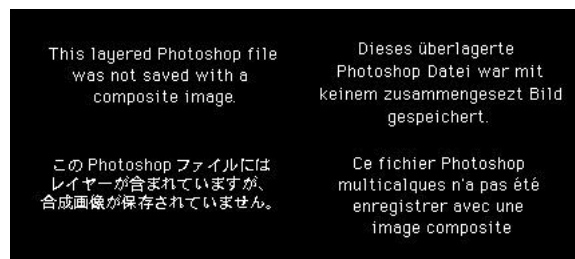 This layered Photoshop file
was not saved with a
composite image.
Dieses überlagerte
Photoshop Datei war mit
keinem zusammengesezt Bild
gespeichert.
この Photoshop ファイルには
レイヤーが含まれていますが、
合成画像が保存されていません。
Ce fichier Photoshop
multicalques n'a pas été
enregistrer avec une
image composite